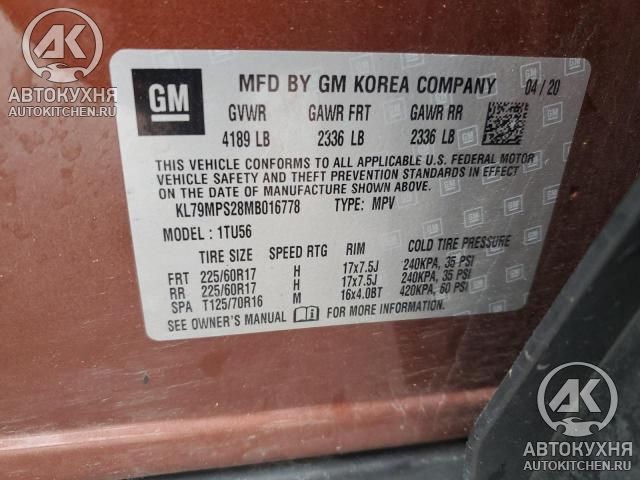 АК
АВТОКУХНЯ
AUTOKITCHEN.RU
GM
MFD BY GM KOREA COMPANY 04/20
GVWR GAWR FRT GAWR RR
4189 LB 2336 LB 2336 LB
THIS VEHICLE CONFORMS TO ALL APPLICABLE U.S. FEDERAL MOTOR
VEHICLE SAFETY AND THEFT PREVENTION STANDARDS IN EFFECT
ON THE DATE OF MANUFACTURE SHOWN ABOVE.
KL79MPS28MB016778 TYPE: MPV
MODEL : 1TU56
TIRE SIZE SPEED RTG RIM COLD TIRE PRESSURE
FRT 225/60R17 H 17x7.5J 240KPA, 35 PSI
RR 225/60R17 H 17x7.5J 240KPA, 35 PSI
SPA T125/70R16 M 16x4.0BT 420KPA, 60 PSI
SEE OWNER'S MANUAL FOR MORE INFORMATION.
АК
АВТОКУХНЯ
AUTOKITCHEN.RU